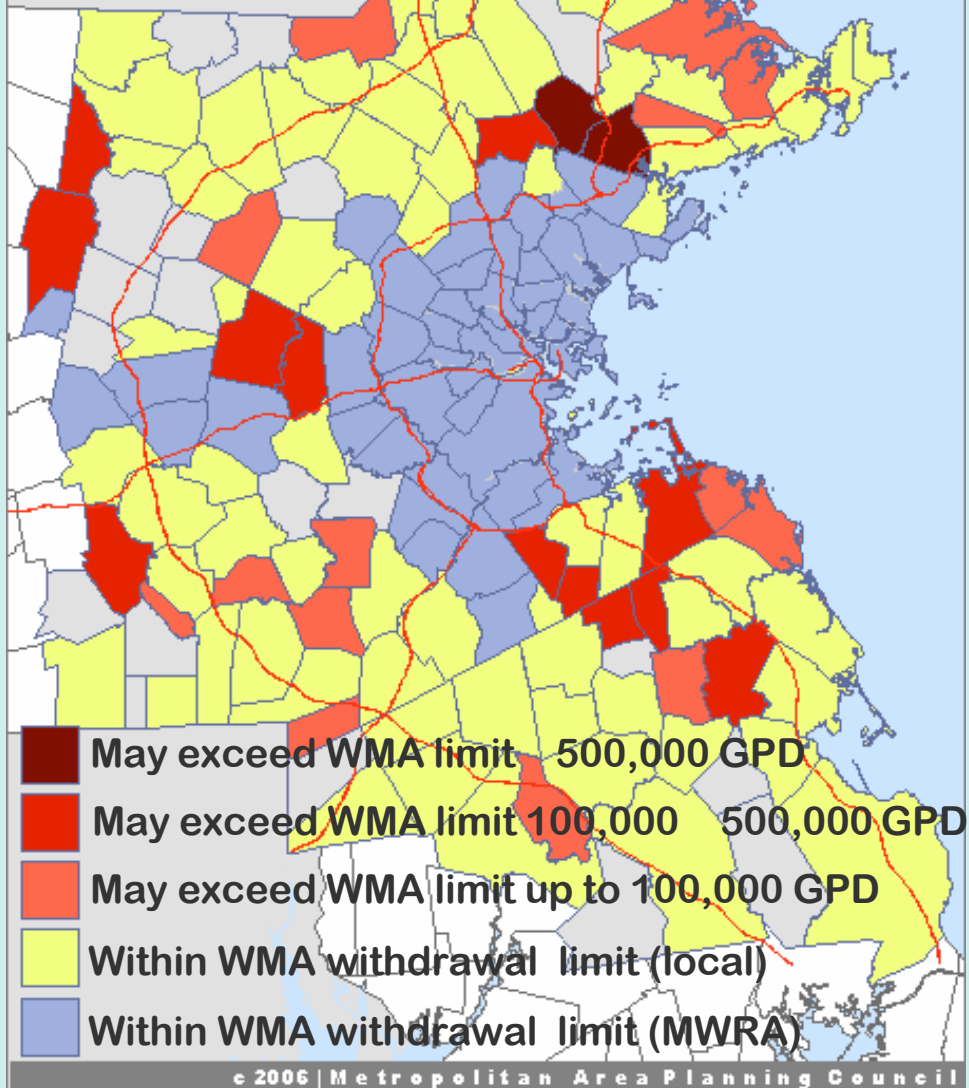 May exceed WMA limit 500,000 GPD
May exceed WMA limit 100,000 500,000 GPD
May exceed WMA limit up to 100,000 GPD
Within WMA withdrawal limit (local)
Within WMA withdrawal limit (MWRA)
c 2006 | Metropolitan Area Planning Council